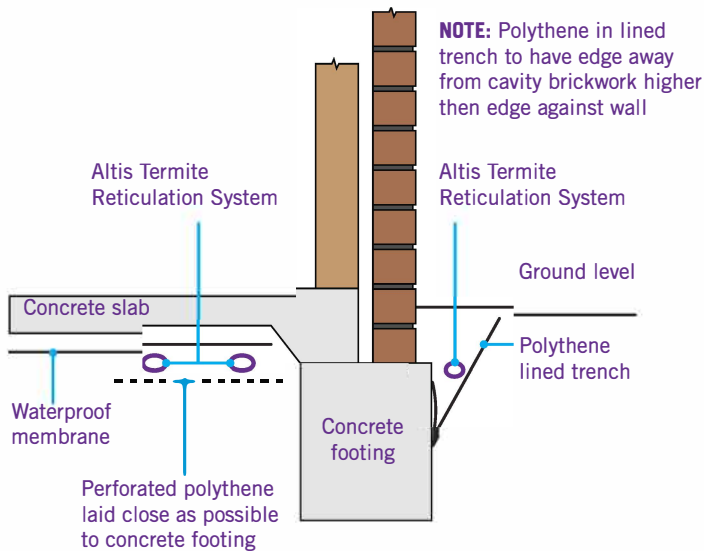 NOTE: Polythene in lined
trench to have edge away
from cavity brickwork higher
then edge against wall
Altis Termite
Reticulation System
Altis Termite
Reticulation System
Ground level
Concrete slab
Polythene
lined trench
Waterproof
membrane
Concrete
footing
Perforated polythene
laid close as possible
to concrete footing